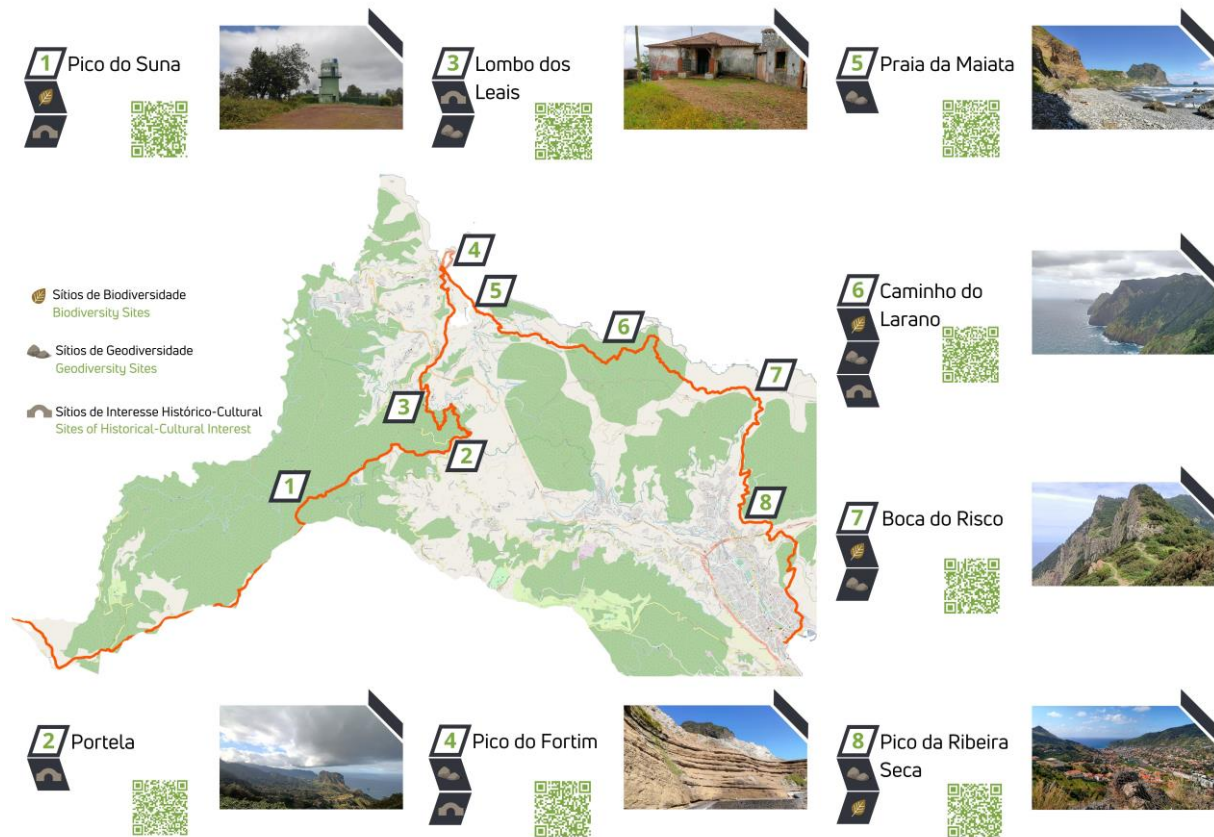 1
Pico do Suna
3
Lombo dos
Leais
5
Praia da Maiata
4
5
6
7
3
2
1
8
Sítios de Biodiversidade
Biodiversity Sites
Sítios de Geodiversidade
Geodiversity Sites
Sítios de Interesse Histórico-Cultural
Sites of Historical-Cultural Interest
6
Caminho do
Larano
7
Boca do Risco
2
Portela
4
Pico do Fortim
8
Pico da Ribeira
Seca